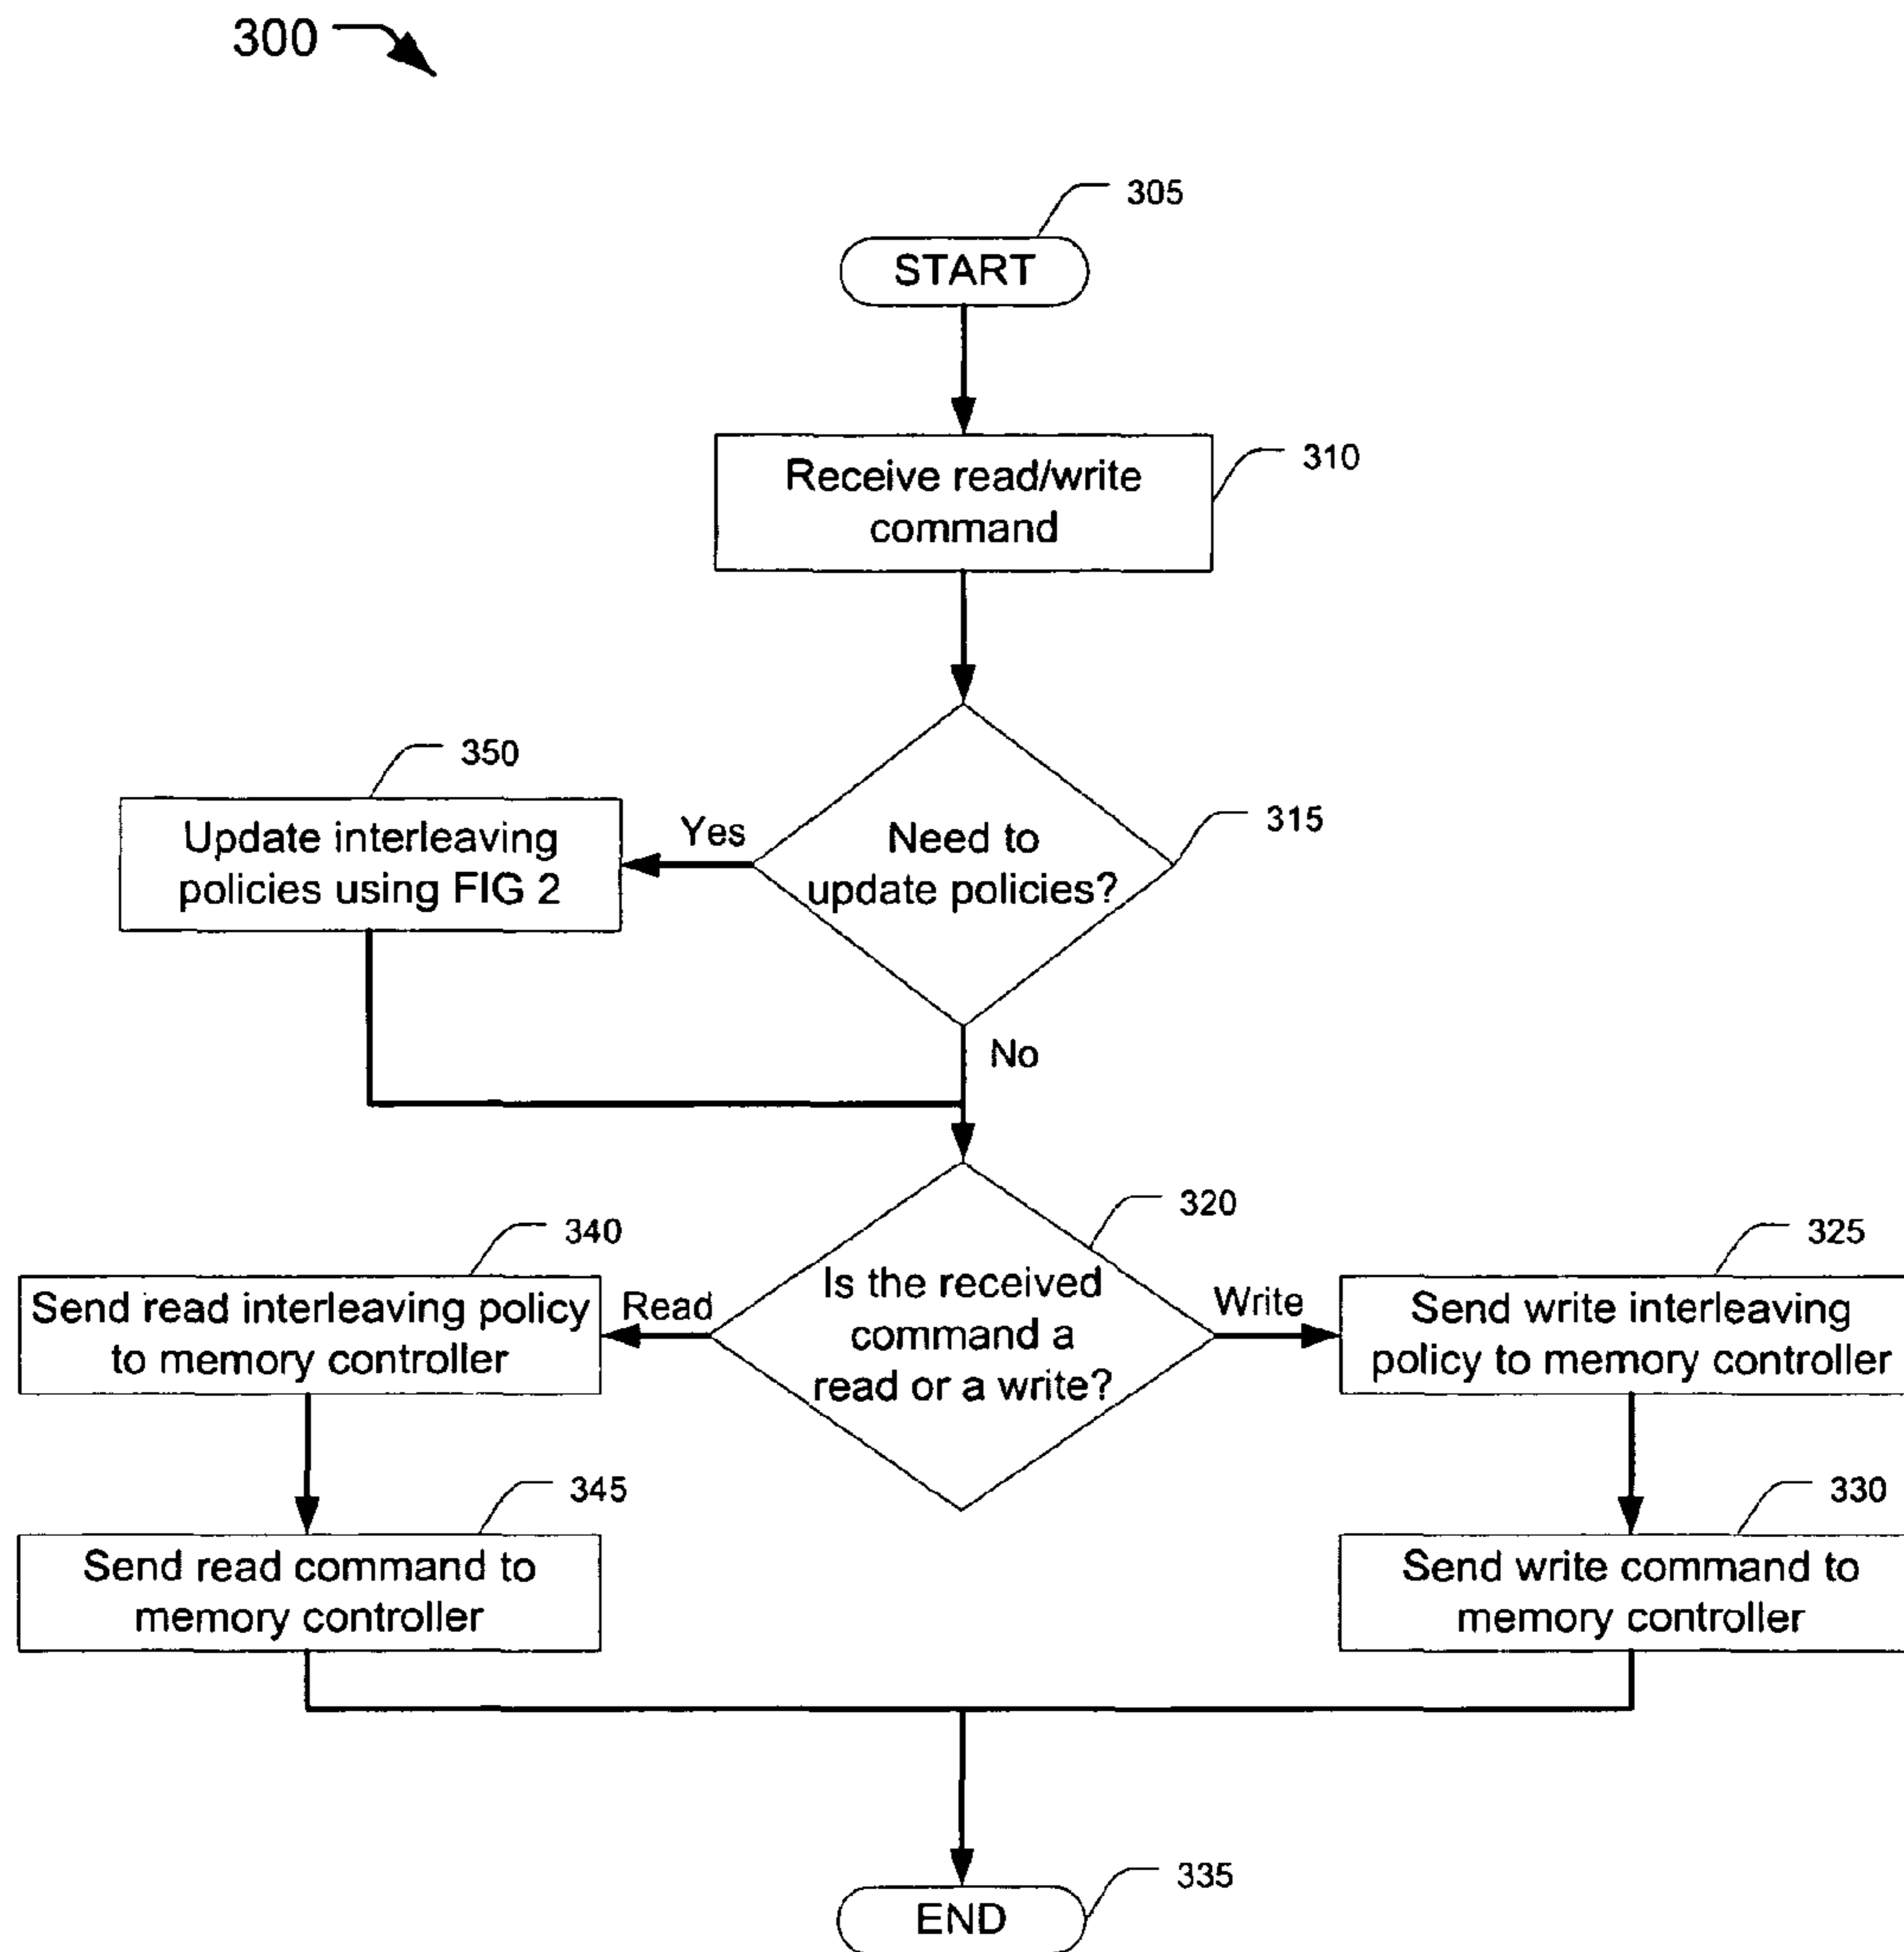 300
305
START
310
Receive read/write
command
350
315
Update interleaving
policies using FIG 2
Yes
Need to
update policies?
No
320
340
325
Is the received
command a
read or a write?
Send read interleaving policy
to memory controller
Read
Write
Send write interleaving
policy to memory controller
345
330
Send read command to
memory controller
Send write command to
memory controller
335
END